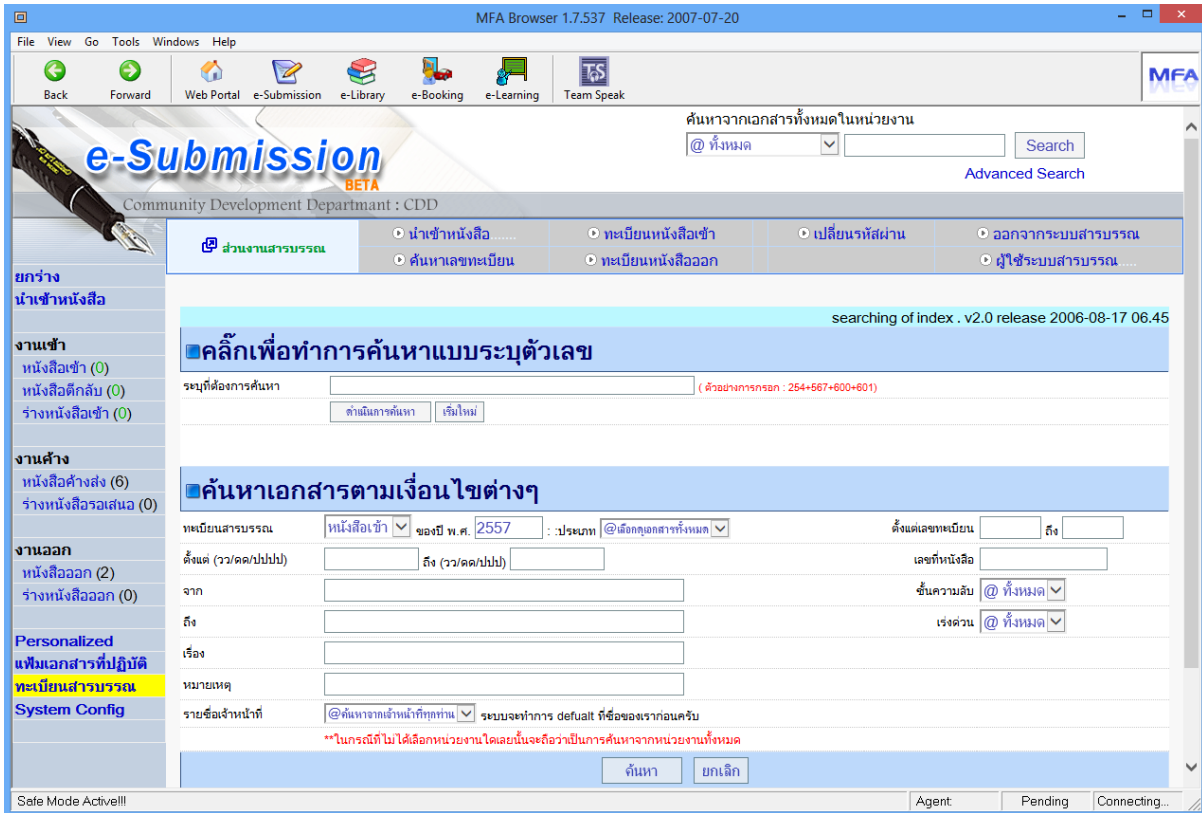 MFA Browser 1.7.537 Release: 2007-07-20
File View Go Tools Windows Help
Back Forward Web Portal e-Submission e-Library e-Booking e-Learning Team Speak
MFA
ค้นหาจากเอกสารทั้งหมดในหน่วยงาน
@ ทั้งหมด Search
Advanced Search
e-Submission
BETA
Community Development Departmant : CDD
ส่วนงานสารบรรณ
นำเข้าหนังสือ....... ทะเบียนหนังสือเข้า เปลี่ยนรหัสผ่าน ออกจากระบบสารบรรณ
ค้นหาเลขทะเบียน ทะเบียนหนังสือออก ผู้ใช้ระบบสารบรรณ.....
ยกร่าง
นำเข้าหนังสือ
งานเข้า
หนังสือเข้า (0)
หนังสือตีกลับ (0)
ร่างหนังสือเข้า (0)
งานค้าง
หนังสือค้างส่ง (6)
ร่างหนังสือรอเสนอ (0)
งานออก
หนังสือออก (2)
ร่างหนังสือออก (0)
Personalized
แฟ้มเอกสารที่ปฏิบัติ
ทะเบียนสารบรรณ
System Config
searching of index . v2.0 release 2006-08-17 06.45
คลิ๊กเพื่อทำการค้นหาแบบระบุตัวเลข
ระบุที่ต้องการค้นหา ( ตัวอย่างการกรอก : 254+567+600+601)
ดำเนินการค้นหา เริ่มใหม่
ค้นหาเอกสารตามเงื่อนไขต่างๆ
ทะเบียนสารบรรณ หนังสือเข้า ของปี พ.ศ. 2557 : :ประเภท @เลือกดูเอกสารทั้งหมด ตั้งแต่เลขทะเบียน ถึง
ตั้งแต่ (วว/ดด/ปปปป) ถึง (วว/ดด/ปปป) เลขที่หนังสือ
จาก ชั้นความลับ @ ทั้งหมด
ถึง เร่งด่วน @ ทั้งหมด
เรื่อง
หมายเหตุ
รายชื่อเจ้าหน้าที่ @ค้นหาจากเจ้าหน้าที่ทุกท่าน ระบบจะทำการ defualt ที่ชื่อของเราก่อนครับ
**ในกรณีที่ไม่ได้เลือกหน่วยงานใดเลยนั้นจะถือว่าเป็นการค้นหาจากหน่วยงานทั้งหมด
ค้นหา ยกเลิก
Safe Mode Active!!! Agent: Pending Connecting...